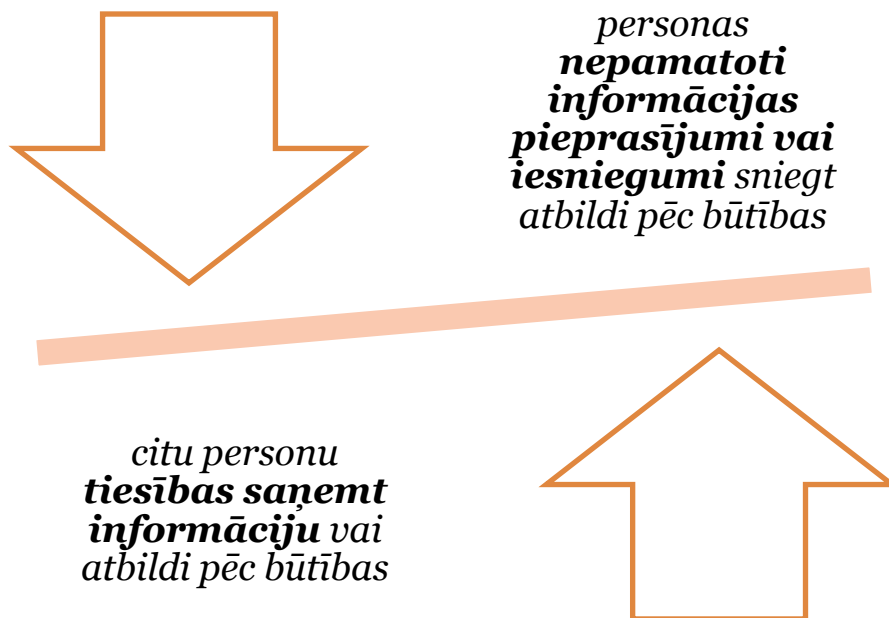 personas
nepamatoti
informācijas
pieprasījumi vai
iesniegumi sniegt
atbildi pēc būtības
citu personu
tiesības saņemt
informāciju vai
atbildi pēc būtības